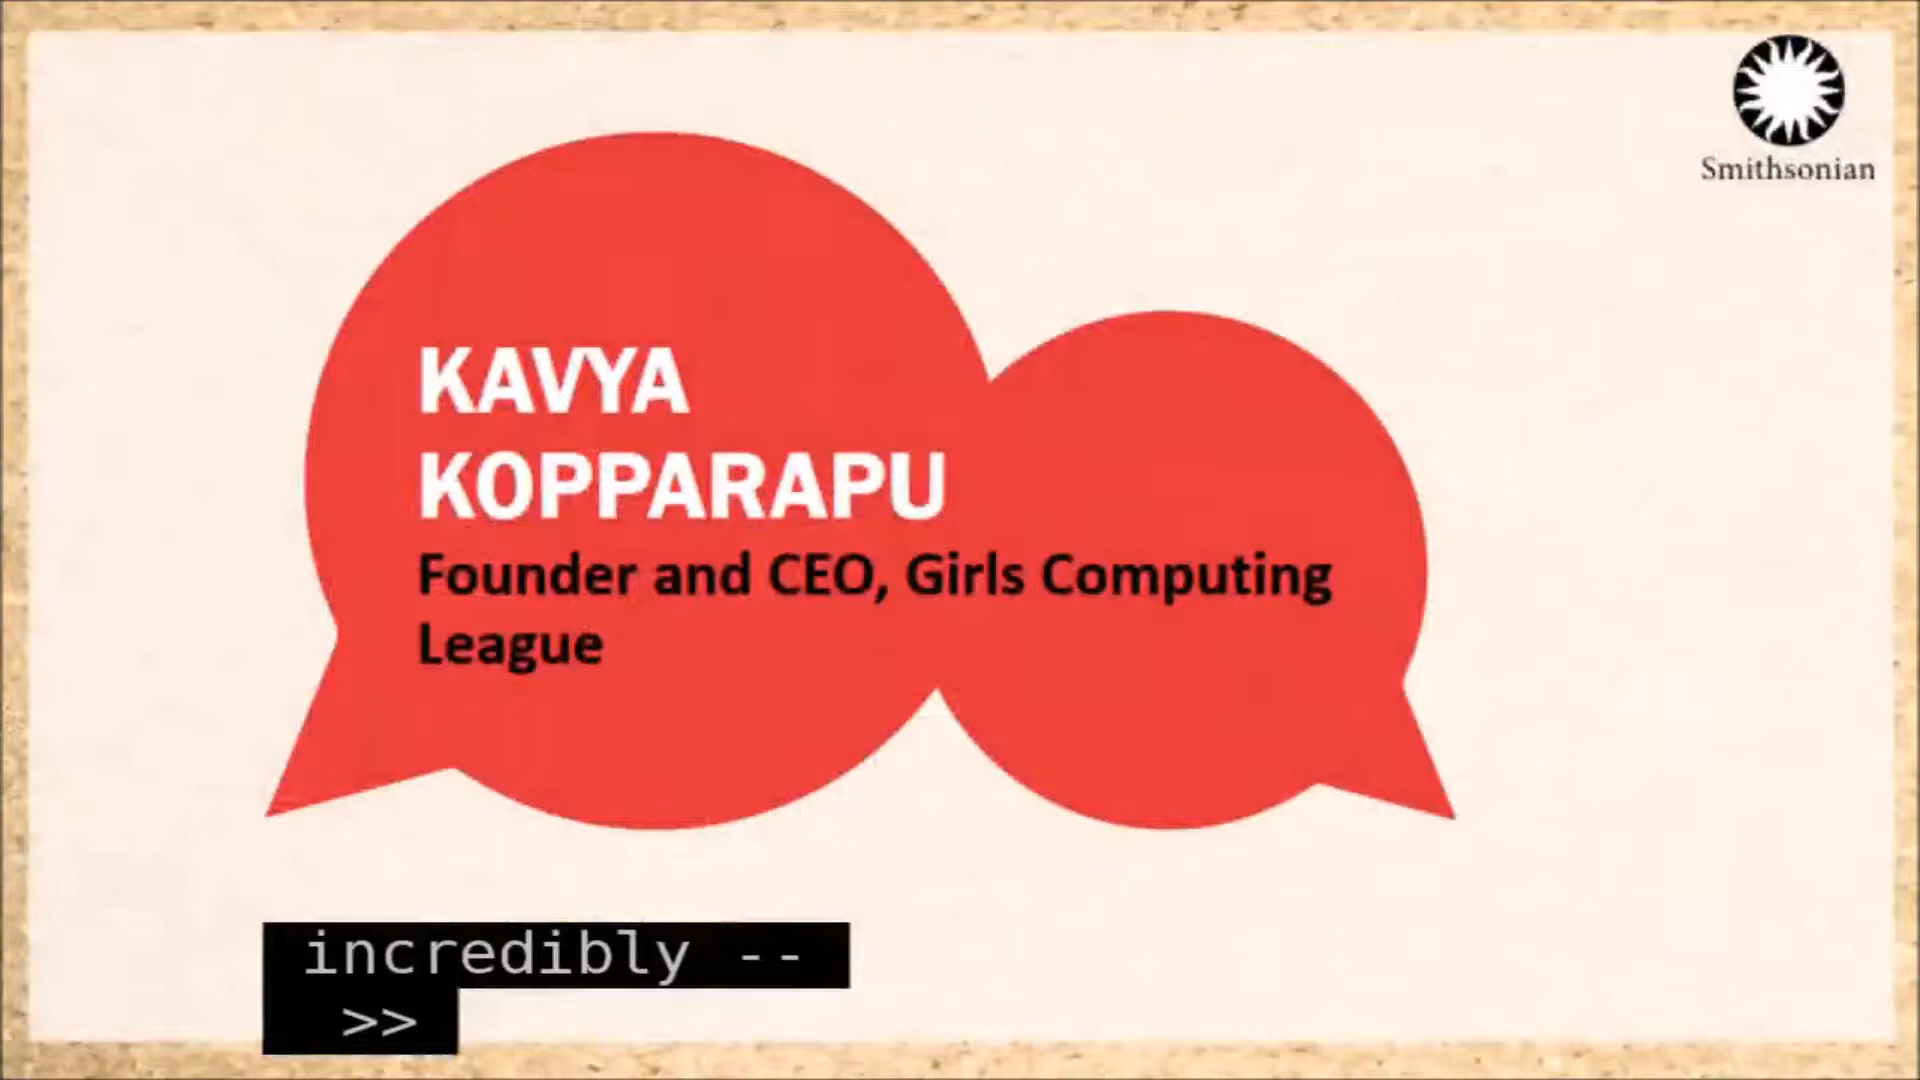 Smithsonian
KAVYA
KOPPARAPU
Founder and CEO, Girls Computing
League
incredibly --
>>